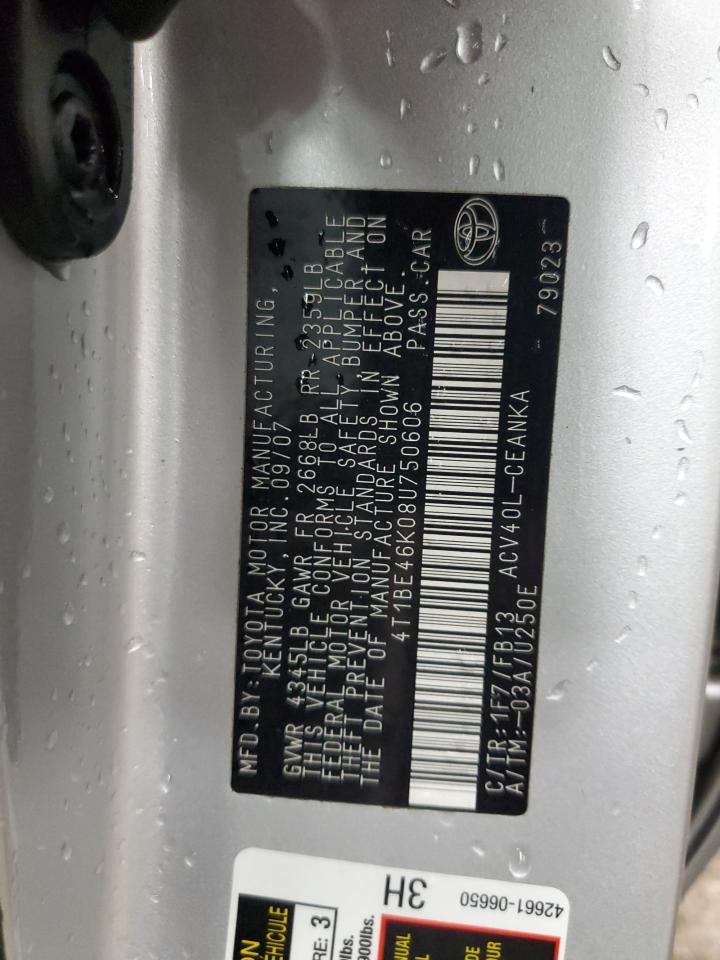 MFD.BY:TOYOTA MOTOR MANUFACTURING,
KENTUCKY, INC.09/07
GVWR 4345LB GAWR FR 2668LB RR 2359LB
THIS VEHICLE CONFORMS TO ALL APPLICABLE
FEDERAL MOTOR VEHICLE SAFETY, BUMPER AND
THEFT PREVENTION STANDARDS IN EFFECT ON
THE DATE OF MANUFACTURE SHOWN ABOVE.
4T1BE46K08U750606 PASS.CAR
C/TR:1F7/FB13 ACV40L-CEANKA
A/TM:-03A/U250E 79023
3H
42661-06650
ÉHICULE
3